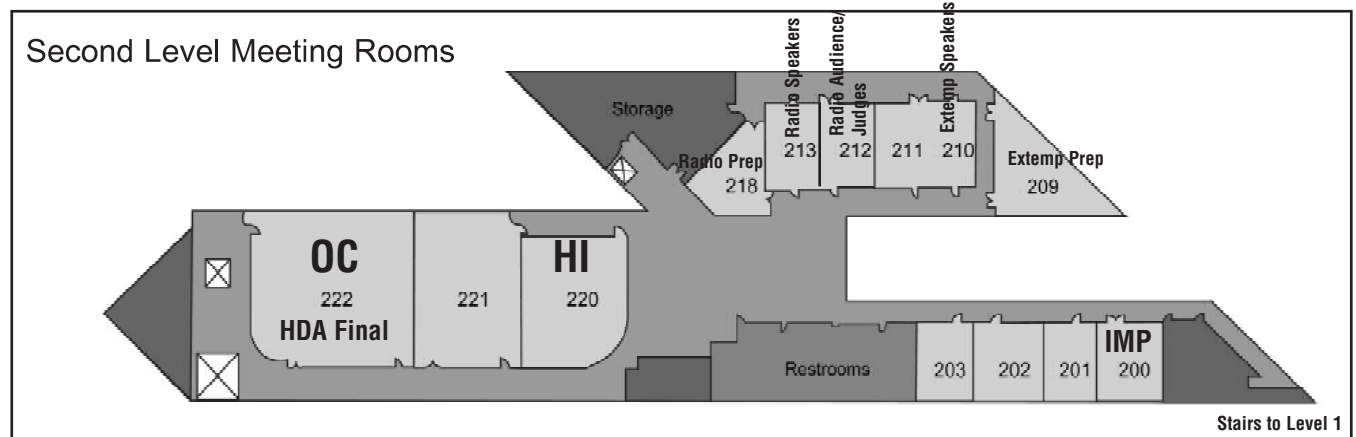 Second Level Meeting Rooms
Storage
Radio Speakers
Radio Audience/
Judges
Extemp Speakers
Radio Prep
218
213
212
211
210
Extemp Prep
209
OC
222
HDA Final
221
HI
220
Restrooms
203
202
201
IMP
200
Stairs to Level 1